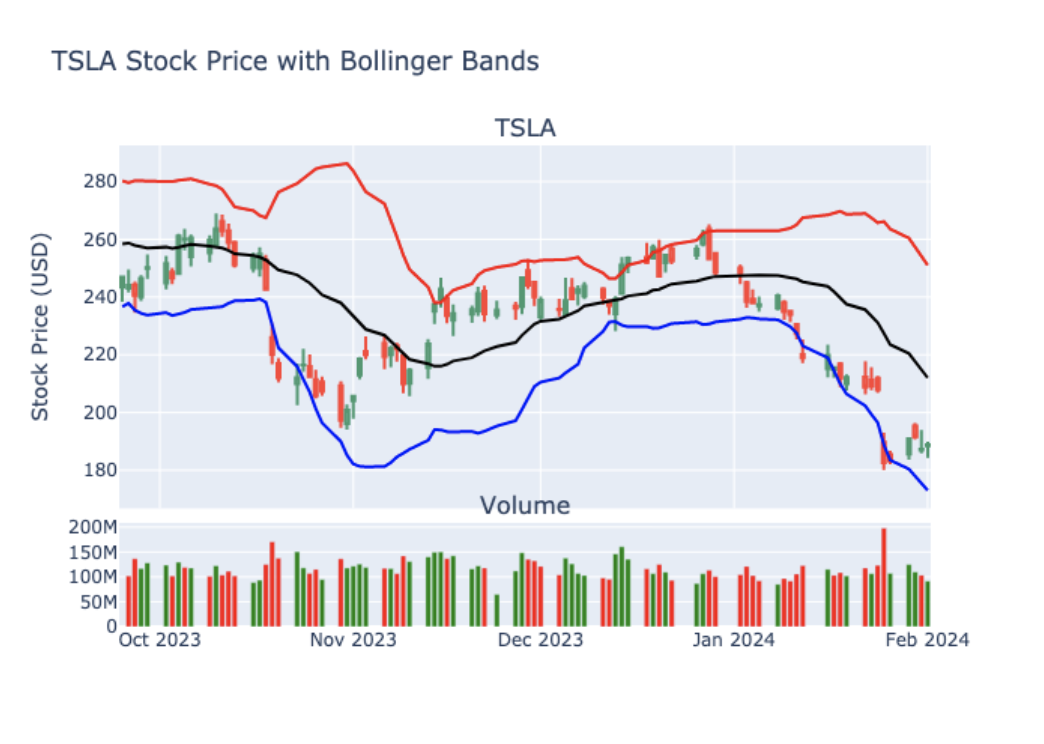 TSLA Stock Price with Bollinger Bands
TSLA
Stock Price (USD)
280
260
240
220
200
180
Volume
200M
150M
100M
50M
0
Oct 2023 Nov 2023 Dec 2023 Jan 2024 Feb 2024